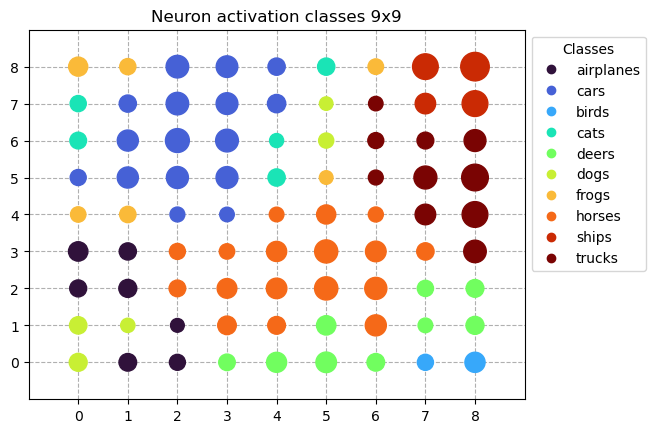 Neuron activation classes 9x9
8
7
6
5
4
3
2
1
0
0 1 2 3 4 5 6 7 8
Classes
airplanes
cars
birds
cats
deers
dogs
frogs
horses
ships
trucks